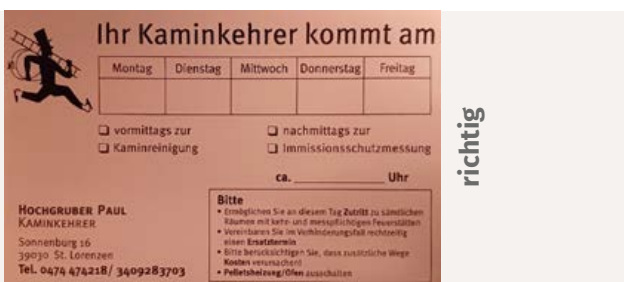 Ihr Kaminkehrer kommt am
Montag Dienstag Mittwoch Donnerstag Freitag
❑ vormittags zur ❑ nachmittags zur
❑ Kaminreinigung ❑ Immissionsschutzmessung
ca. ____________ Uhr
HOCHGRUBER PAUL
KAMINKEHRER
Sonnenburg 16
39030 St. Lorenzen
Tel. 0474 474218/ 3409283703
Bitte
• Ermöglichen Sie an diesem Tag Zutritt zu sämtlichen
Räumen mit kehr- und messpflichtigen Feuerstätten
• Vereinbaren Sie im Verhinderungsfall rechtzeitig
einen Ersatztermin
• Bitte berücksichtigen Sie, dass zusätzliche Wege
Kosten verursachen!
• Pelletsheizung/Ofen ausschalten
richtig